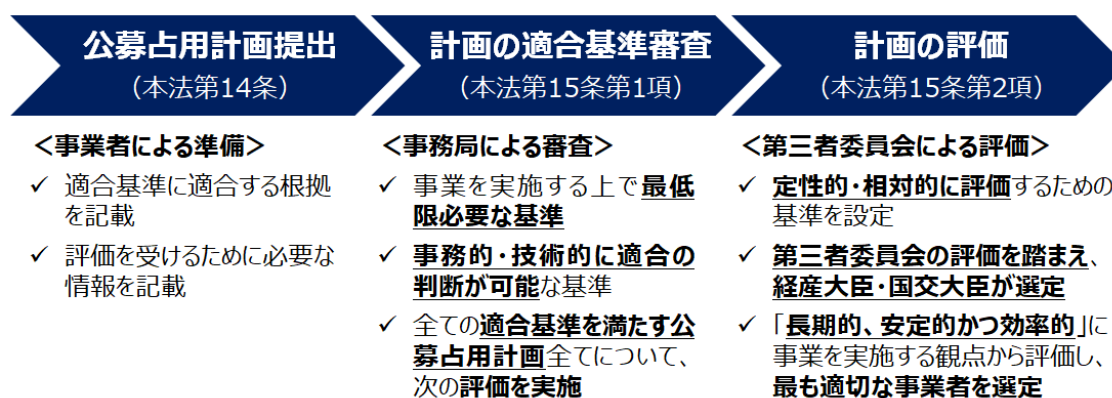 公募占用計画提出
（本法第14条）
＜事業者による準備＞
✓ 適合基準に適合する根拠
を記載
✓ 評価を受けるために必要な
情報を記載
計画の適合基準審査
（本法第15条第1項）
＜事務局による審査＞
✓ 事業を実施する上で最低
限必要な基準
✓ 事務的・技術的に適合の
判断が可能な基準
✓ 全ての適合基準を満たす公
募占用計画全てについて、
次の評価を実施
計画の評価
（本法第15条第2項）
＜第三者委員会による評価＞
✓ 定性的・相対的に評価するための
基準を設定
✓ 第三者委員会の評価を踏まえ、
経産大臣・国交大臣が選定
✓ 「長期的、安定的かつ効率的」に
事業を実施する観点から評価し、
最も適切な事業者を選定